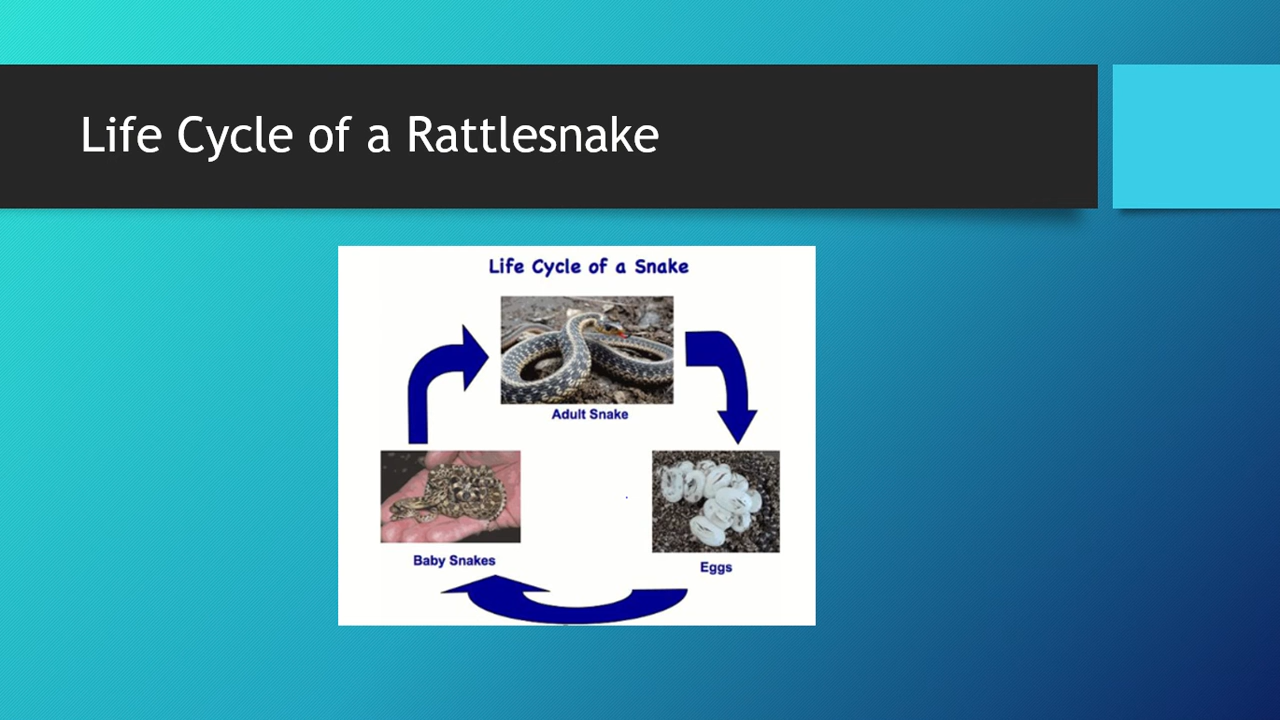 Life Cycle of a Rattlesnake
Life Cycle of a Snake
Adult Snake
Baby Snakes
Eggs